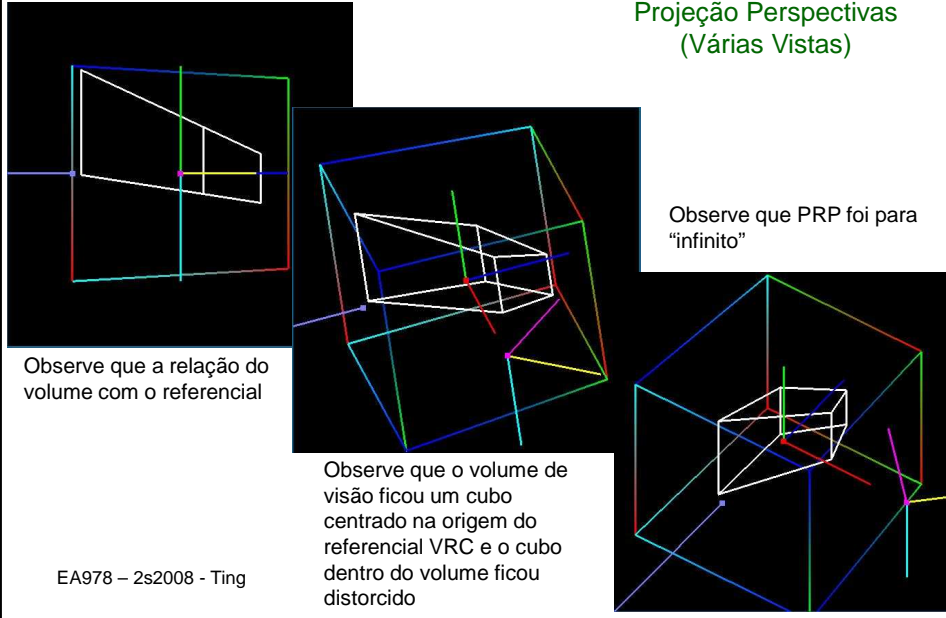 Projeção Perspectivas
(Várias Vistas)
Observe que PRP foi para
“infinito”
Observe que a relação do
volume com o referencial
Observe que o volume de
visão ficou um cubo
centrado na origem do
referencial VRC e o cubo
dentro do volume ficou
distorcido
EA978 – 2s2008 - Ting